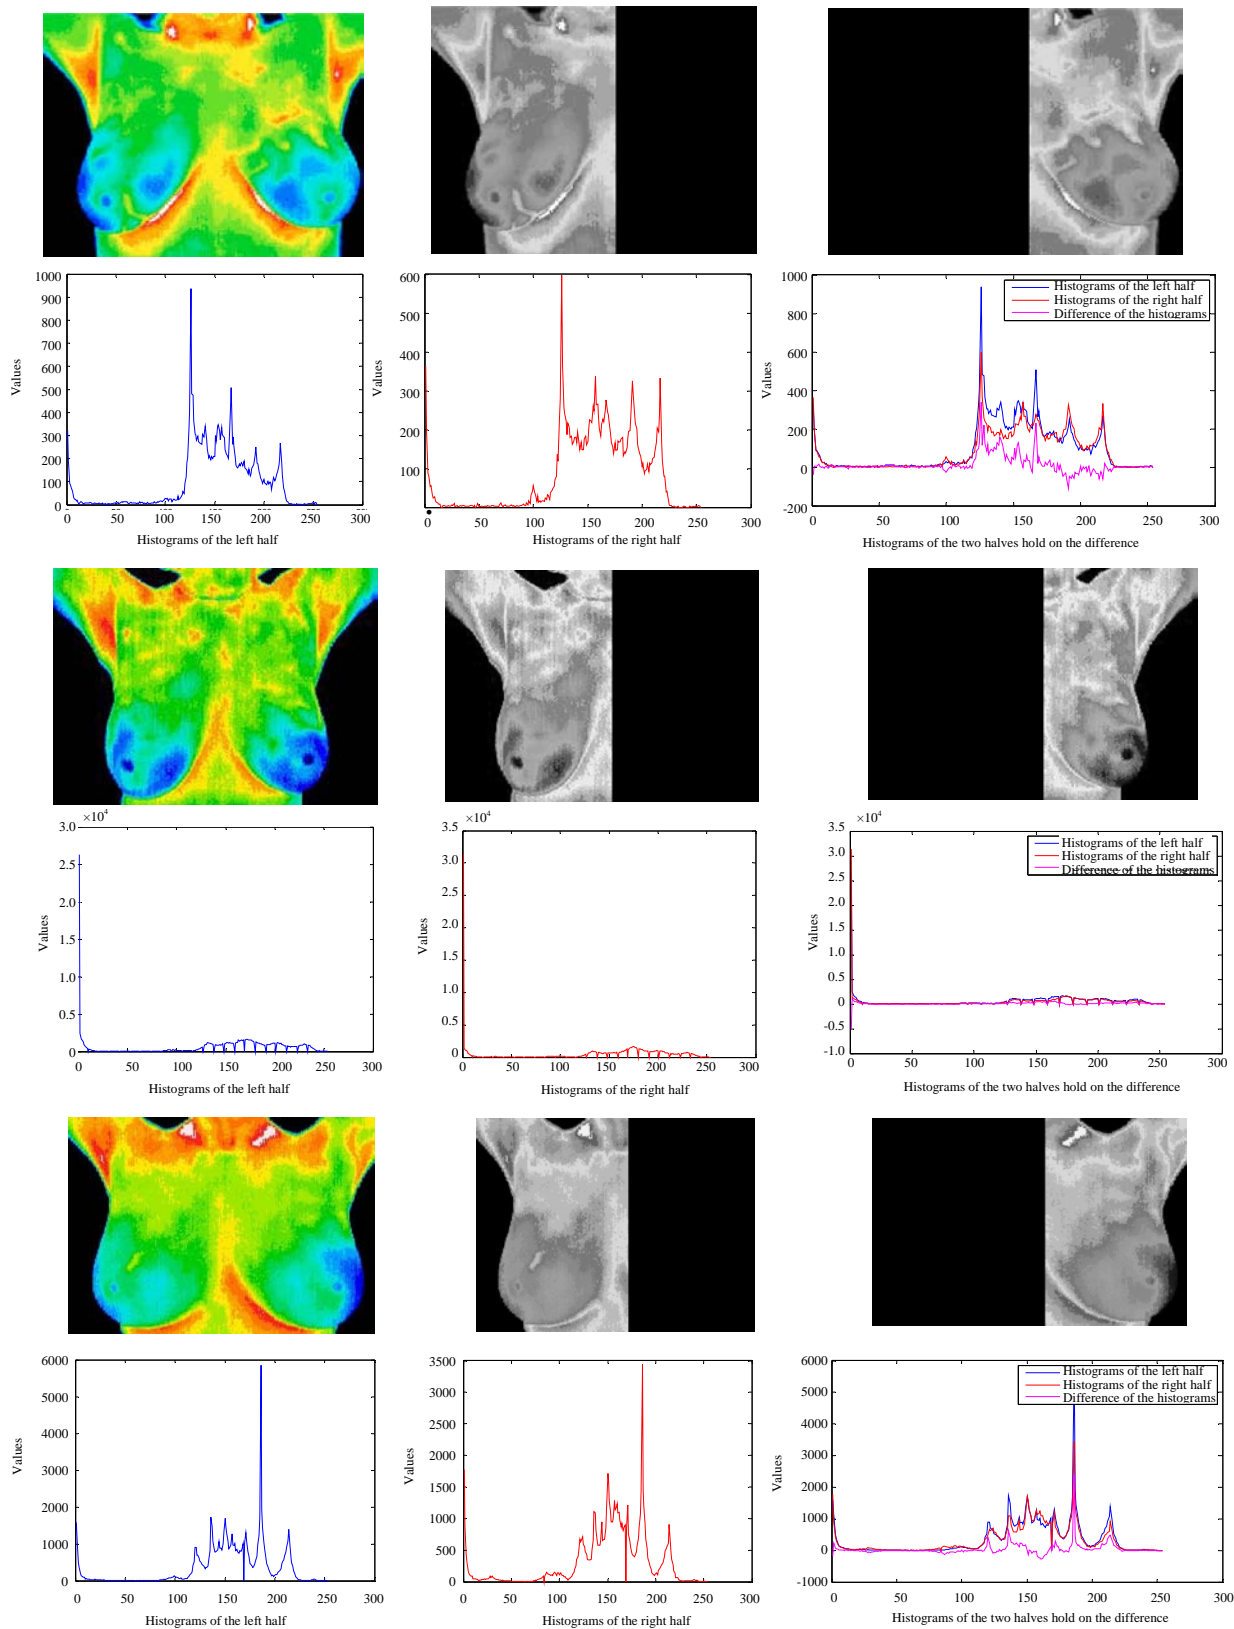 1000
900
800
700
600
500
400
300
200
100
0
Values
0 50 100 150 200 250 300
Histograms of the left half
600
500
400
300
200
100
Values
0 50 100 150 200 250 300
Histograms of the right half
1000
800
600
400
200
0
-200
Values
Histograms of the left half
Histograms of the right half
Difference of the histograms
0 50 100 150 200 250 300
Histograms of the two halves hold on the difference
×10⁴
3.0
2.5
2.0
1.5
1.0
0.5
0
Values
0 50 100 150 200 250 300
Histograms of the left half
×10⁴
3.5
3.0
2.5
2.0
1.5
1.0
0.5
0
Values
0 50 100 150 200 250 300
Histograms of the right half
×10⁴
3.5
3.0
2.5
2.0
1.5
1.0
0.5
0
-0.5
-1.0
Values
Histograms of the left half
Histograms of the right half
Difference of the histograms
0 50 100 150 200 250 300
Histograms of the two halves hold on the difference
6000
5000
4000
3000
2000
1000
0
Values
0 50 100 150 200 250 300
Histograms of the left half
3500
3000
2500
2000
1500
1000
500
0
Values
0 50 100 150 200 250 300
Histograms of the right half
6000
5000
4000
3000
2000
1000
0
-1000
Values
Histograms of the left half
Histograms of the right half
Difference of the histograms
0 50 100 150 200 250 300
Histograms of the two halves hold on the difference